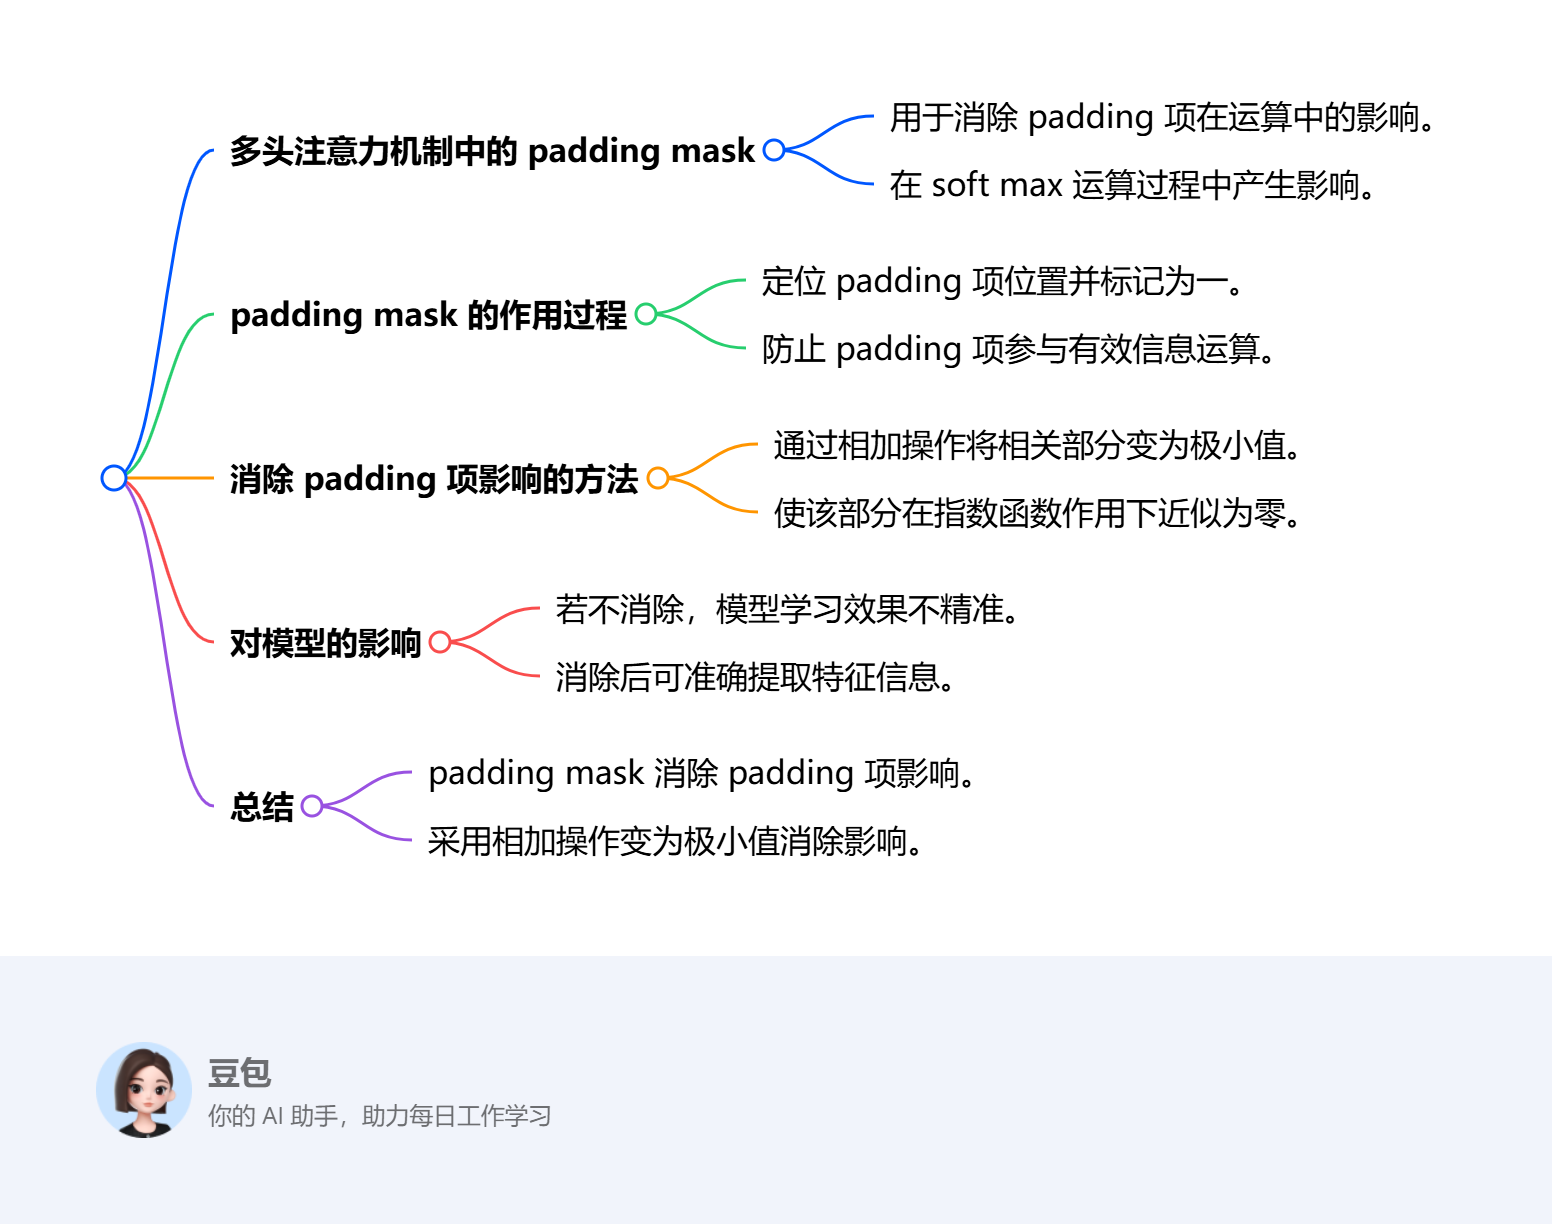 多头注意力机制中的 padding mask
用于消除 padding 项在运算中的影响。
在 soft max 运算过程中产生影响。
padding mask 的作用过程
定位 padding 项位置并标记为一。
防止 padding 项参与有效信息运算。
消除 padding 项影响的方法
通过相加操作将相关部分变为极小值。
使该部分在指数函数作用下近似为零。
对模型的影响
若不消除，模型学习效果不精准。
消除后可准确提取特征信息。
总结
padding mask 消除 padding 项影响。
采用相加操作变为极小值消除影响。
豆包
你的 AI 助手，助力每日工作学习